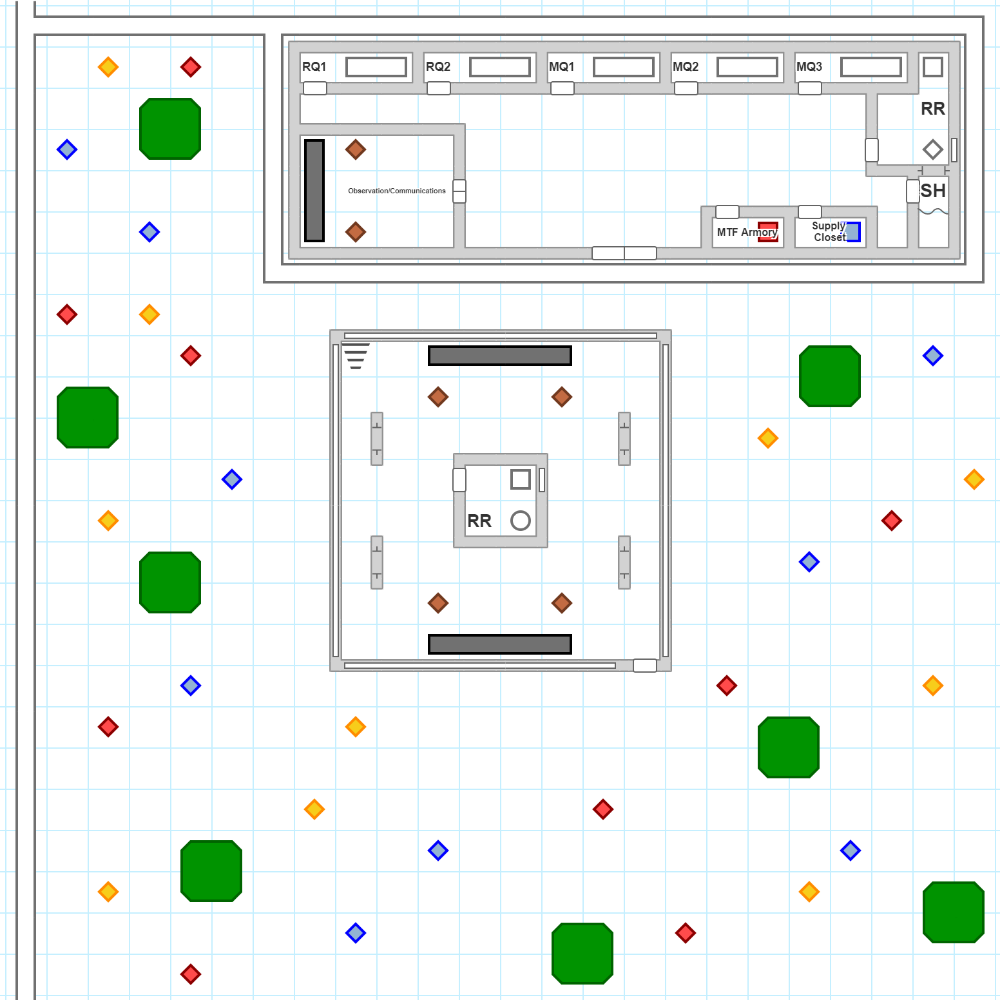 RQ1
RQ2
MQ1
MQ2
MQ3
RR
Observation/Communications
SH
MTF Armory
Supply
Closet
RR